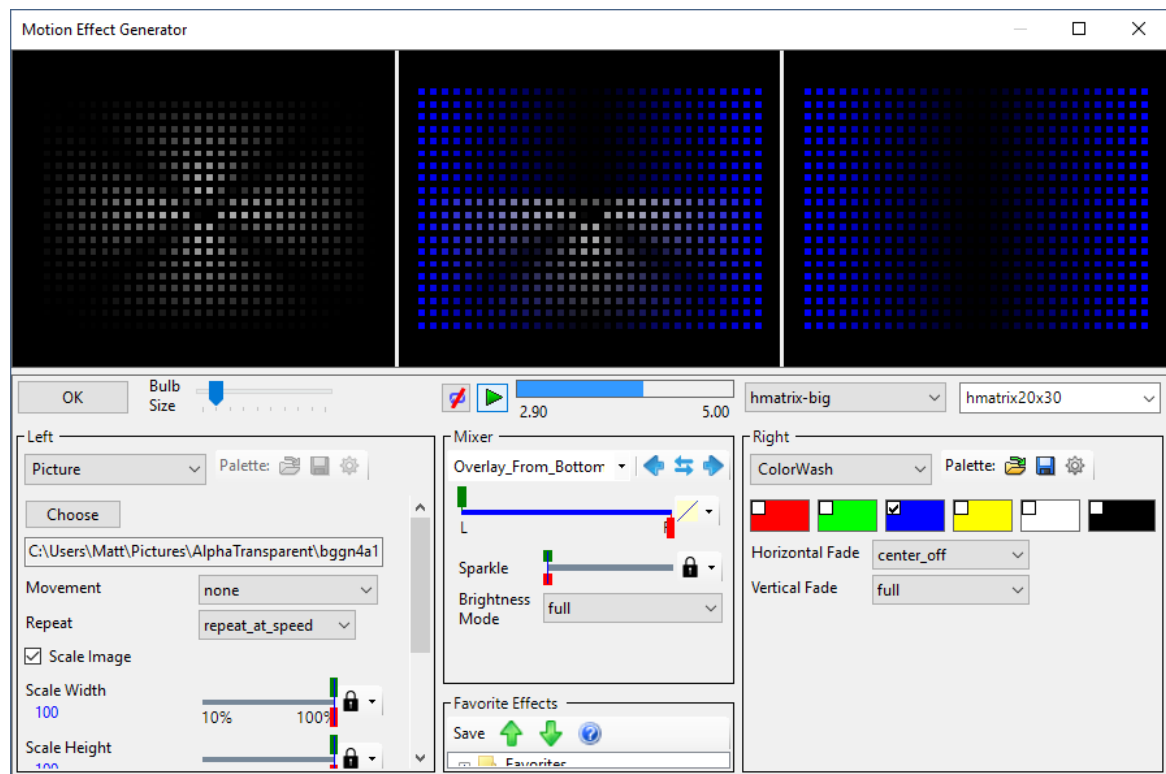 Motion Effect Generator
OK
Bulb
Size
2.90
5.00
hmatrix-big
hmatrix20x30
Left
Picture
Palette:
Choose
C:\Users\Matt\Pictures\AlphaTransparent\bggn4a1
Movement
none
Repeat
repeat_at_speed
Scale Image
Scale Width
100
10%
100%
Scale Height
100
Mixer
Overlay_From_Bottom
L
Sparkle
Brightness
Mode
full
Favorite Effects
Save
Favorites
Right
ColorWash
Palette:
Horizontal Fade
center_off
Vertical Fade
full